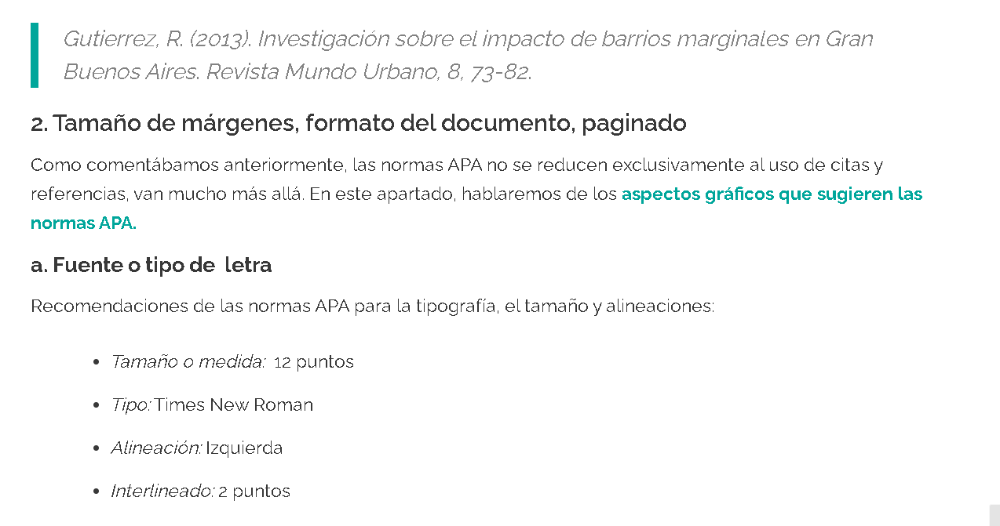 Gutierrez, R. (2013). Investigación sobre el impacto de barrios marginales en Gran
Buenos Aires. Revista Mundo Urbano, 8, 73-82.
2. Tamaño de márgenes, formato del documento, paginado
Como comentábamos anteriormente, las normas APA no se reducen exclusivamente al uso de citas y
referencias, van mucho más allá. En este apartado, hablaremos de los aspectos gráficos que sugieren las
normas APA.
a. Fuente o tipo de  letra
Recomendaciones de las normas APA para la tipografía, el tamaño y alineaciones:
• Tamaño o medida:  12 puntos
• Tipo: Times New Roman
• Alineación: Izquierda
• Interlineado: 2 puntos